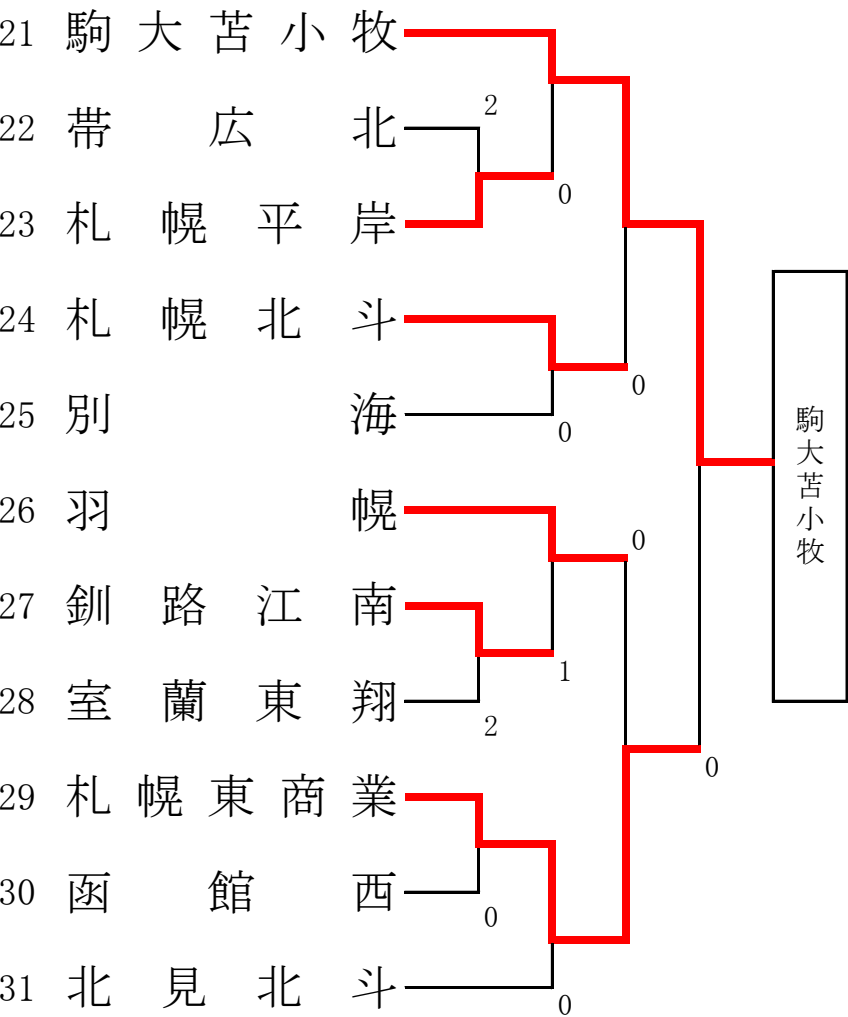 21 駒大苫小牧
2
22 帯広北
0
23 札幌平岸
24 札幌北斗
0
25 別海
0
駒大苫小牧
26 羽幌
0
27 釧路江南
1
28 室蘭東翔
2
0
29 札幌東商業
30 函館西
0
31 北見北斗
0